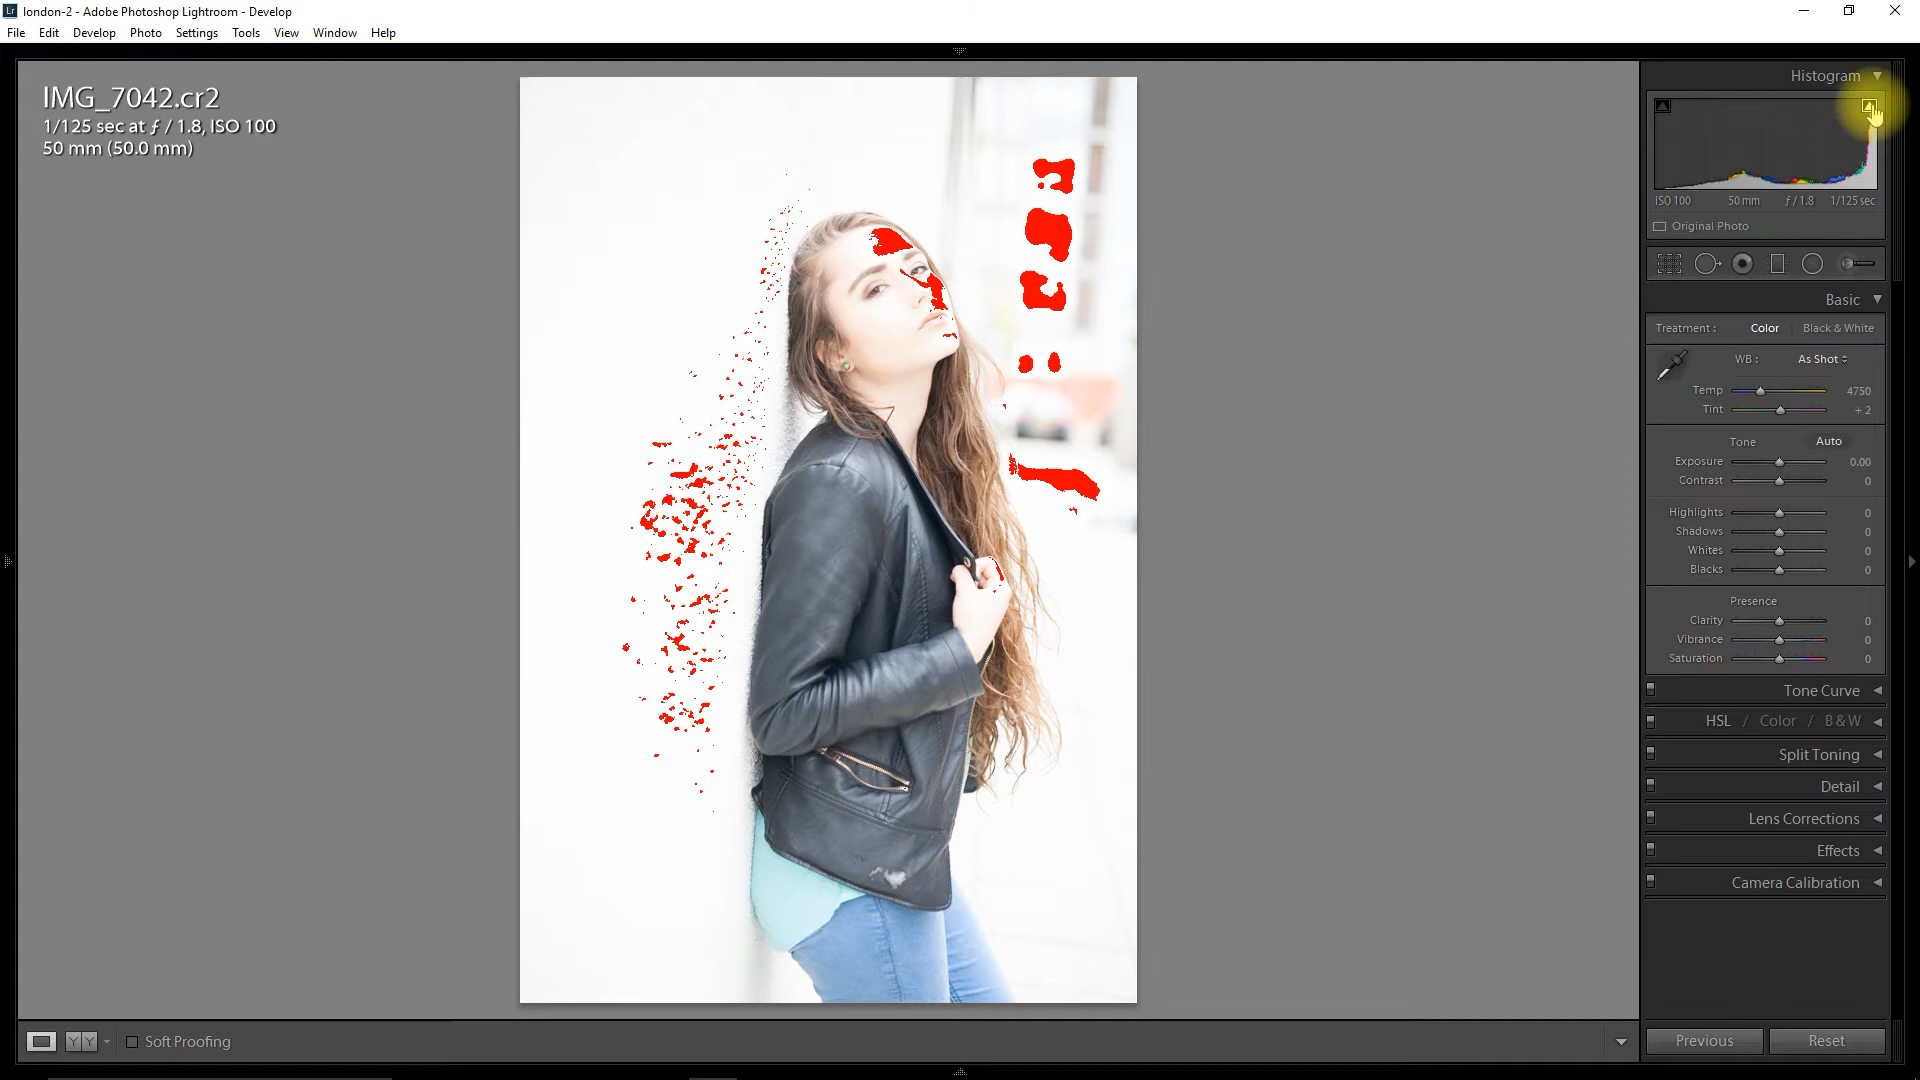 Lr london-2 - Adobe Photoshop Lightroom - Develop
File Edit Develop Photo Settings Tools View Window Help
IMG_7042.cr2
1/125 sec at ƒ / 1.8, ISO 100
50 mm (50.0 mm)
Histogram
ISO 100 50 mm ƒ / 1.8 1/125 sec
Original Photo
Basic
Treatment : Color Black & White
WB : As Shot
Temp 4750
Tint + 2
Tone Auto
Exposure 0.00
Contrast 0
Highlights 0
Shadows 0
Whites 0
Blacks 0
Presence
Clarity 0
Vibrance 0
Saturation 0
Tone Curve
HSL / Color / B & W
Split Toning
Detail
Lens Corrections
Effects
Camera Calibration
Y Y Soft Proofing
Previous Reset